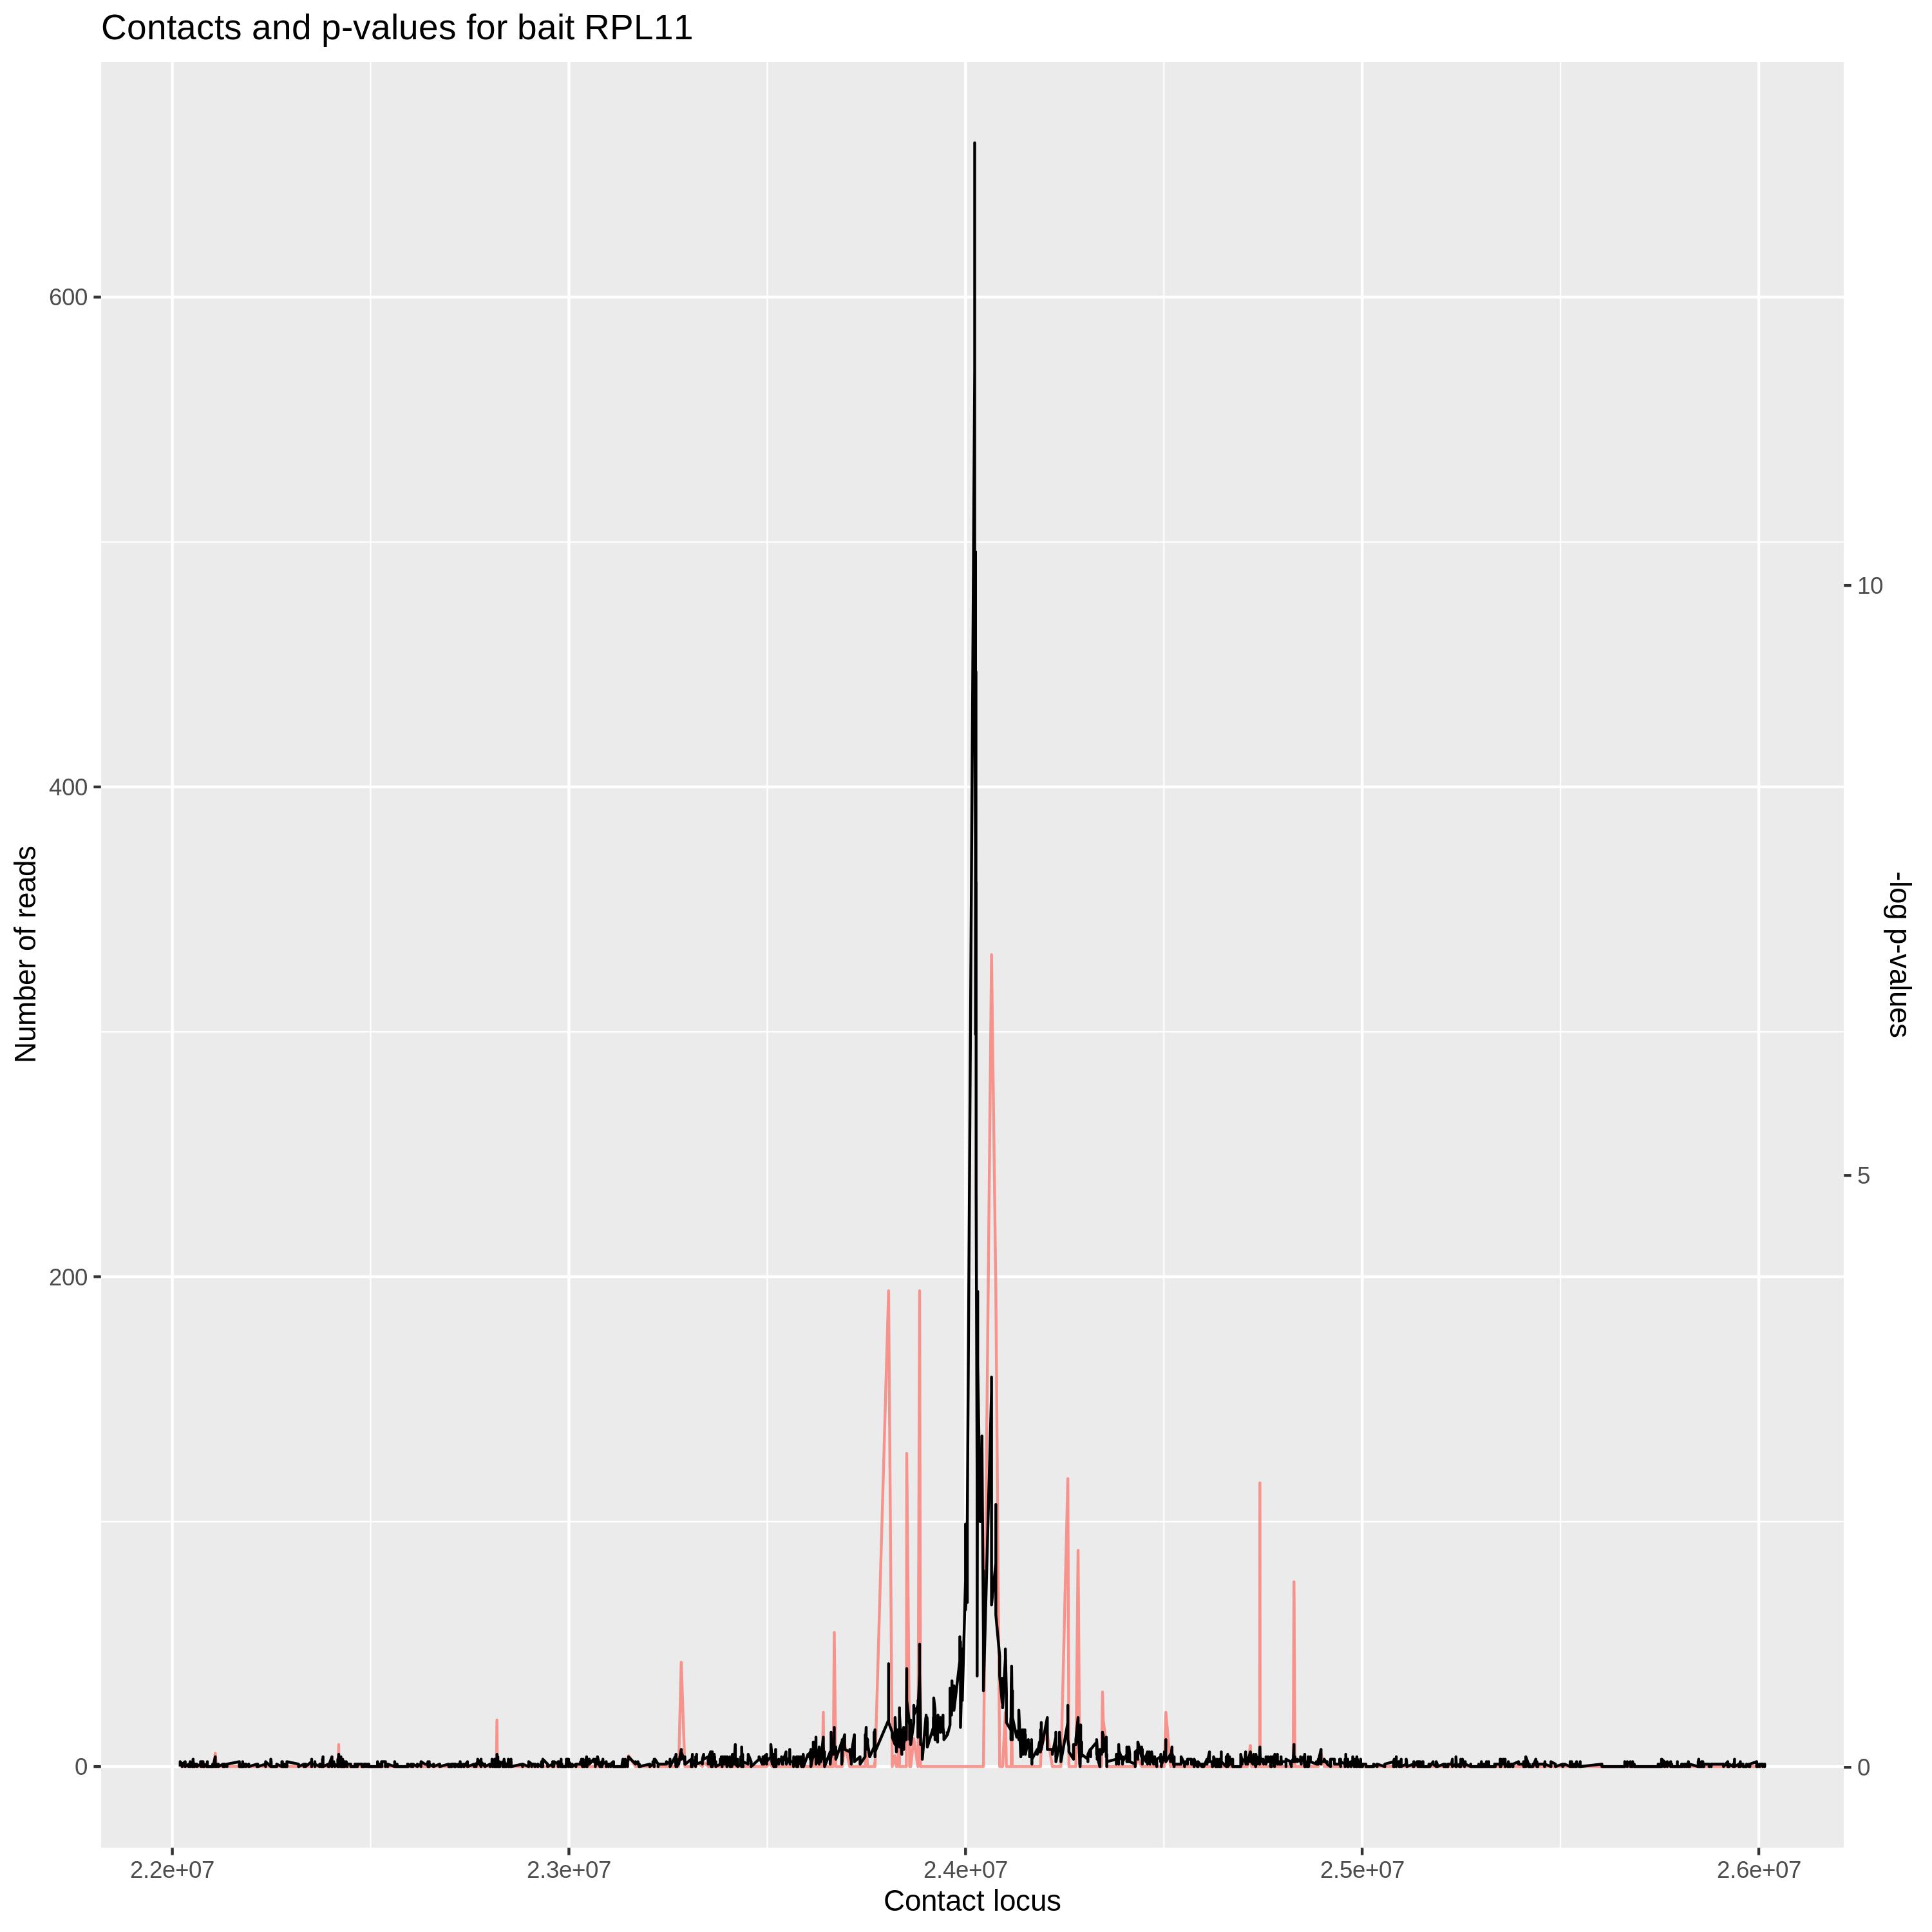 Contacts and p-values for bait RPL11
600
400
200
0
Number of reads
10
5
0
-log p-values
2.2e+07 2.3e+07 2.4e+07 2.5e+07 2.6e+07
Contact locus